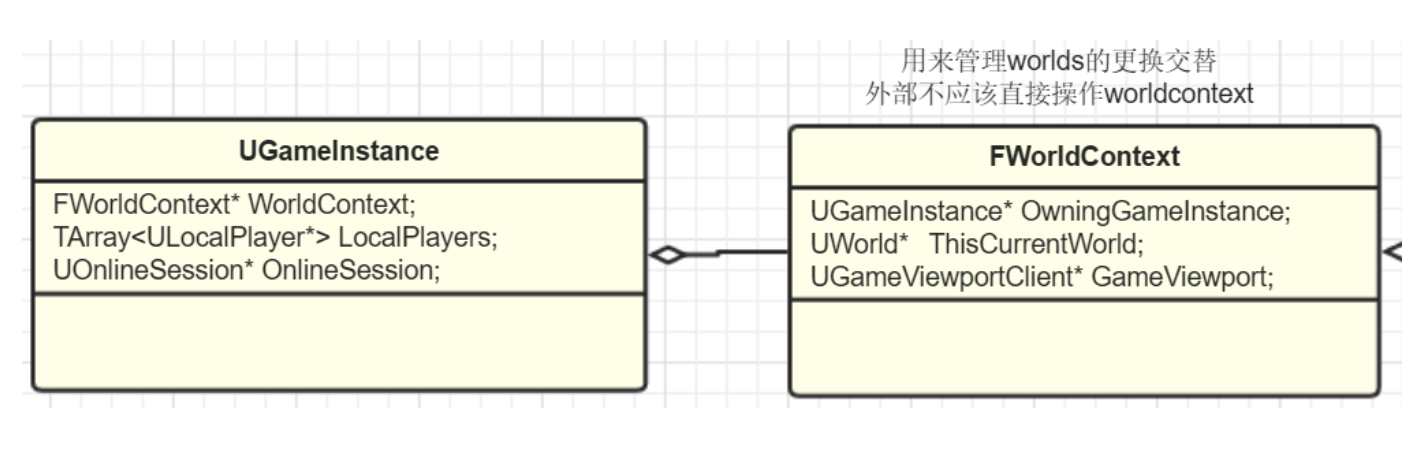 用来管理worlds的更换交替
外部不应该直接操作worldcontext
UGameInstance
FWorldContext* WorldContext;
TArray<ULocalPlayer*> LocalPlayers;
UOnlineSession* OnlineSession;
FWorldContext
UGameInstance* OwningGameInstance;
UWorld* ThisCurrentWorld;
UGameViewportClient* GameViewport;